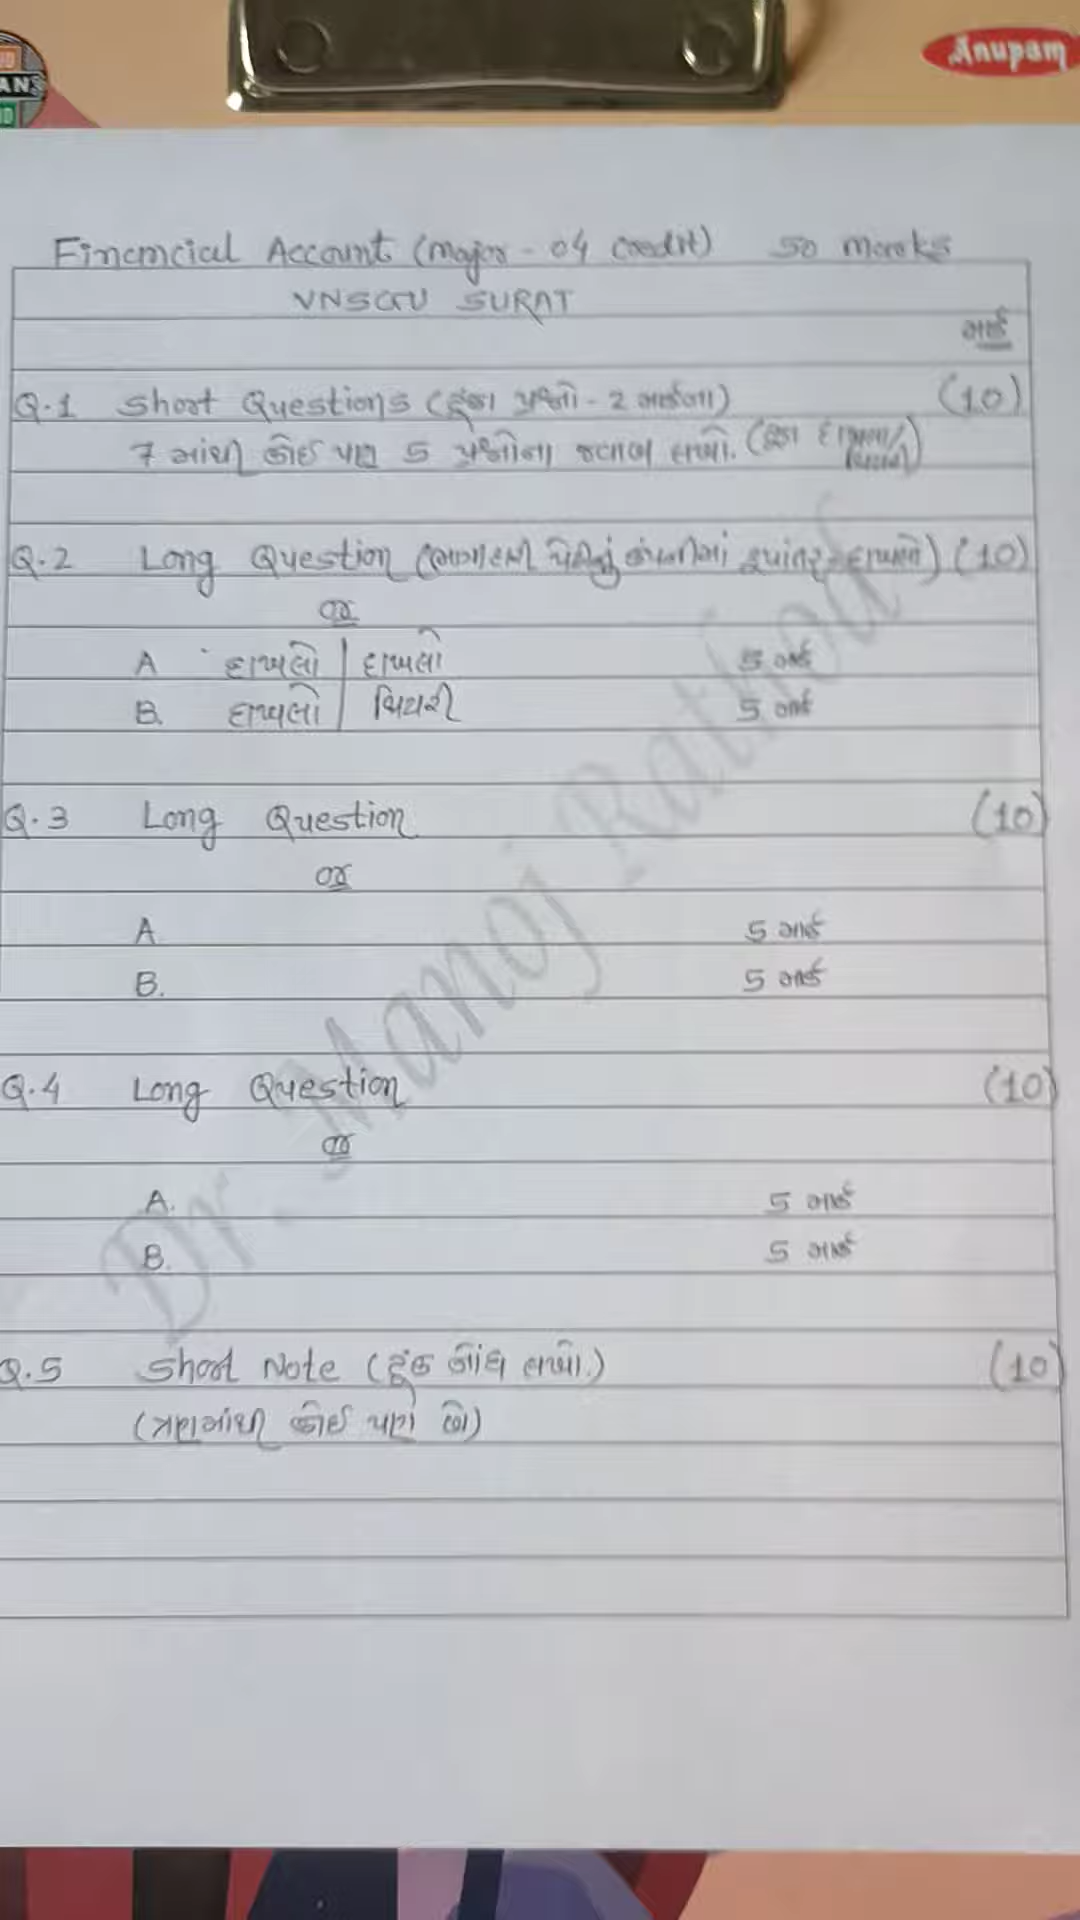 Anupam
AN
Financial Account (Major - 04 Credit) 50 Marks
VNSGU SURAT
માર્ક
Q.1 Short Questions (ટૂંકા પ્રશ્નો - 2 માર્કના) (10)
7 માંથી કોઈ પણ 5 પ્રશ્નોના જવાબ લખો. (ટૂંકા દાખલા/થિયરી)
Q.2 Long Question (ભાગીદારી પેઢીનું કંપનીમાં રૂપાંતર-દાખલો) (10)
OR
A દાખલો | દાખલો 5 માર્ક
B. દાખલો | થિયરી 5 માર્ક
Q.3 Long Question (10)
OR
A 5 માર્ક
B. 5 માર્ક
Q.4 Long Question (10)
OR
A. 5 માર્ક
B. 5 માર્ક
Q.5 Short Note (ટૂંક નોંધ લખો.) (10)
(ત્રણમાંથી કોઈ પણ બે)
Dr. Manoj Rathod